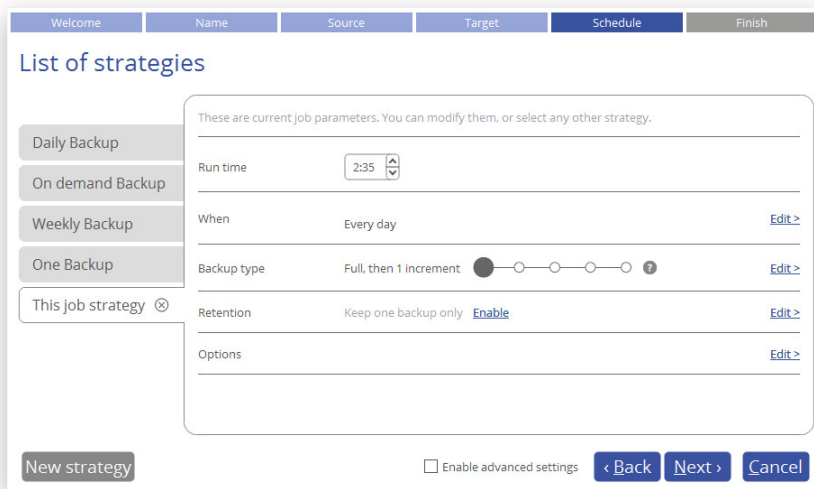 Welcome Name Source Target Schedule Finish
List of strategies
These are current job parameters. You can modify them, or select any other strategy.
Daily Backup
On demand Backup
Weekly Backup
One Backup
This job strategy
Run time 2:35
When Every day Edit >
Backup type Full, then 1 increment ? Edit >
Retention Keep one backup only Enable Edit >
Options Edit >
New strategy Enable advanced settings ‹ Back Next › Cancel